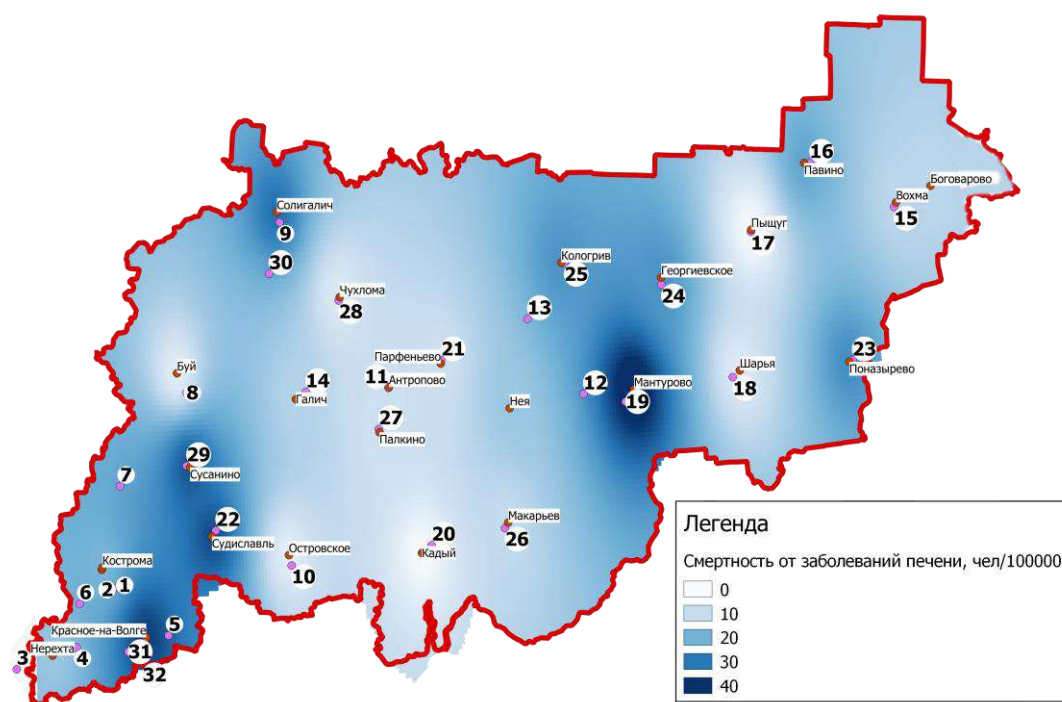 16
Павино
Боговарово
Вохма
15
Солигалич
9
Пыщуг
17
30
Кологрив
25
Георгиевское
24
Чухлома
28
13
21
Парфеньево
23
Поназырево
Буй
8
11
Антропово
14
Галич
12
Мантурово
19
Шарья
18
Нея
27
Палкино
29
Сусанино
7
22
Судиславль
Макарьев
26
20
Кадый
Островское
10
Кострома
2
1
6
Красное-на-Волге
5
Нерехта
3
4
31
32
Легенда
Смертность от заболеваний печени, чел/100000
0
10
20
30
40